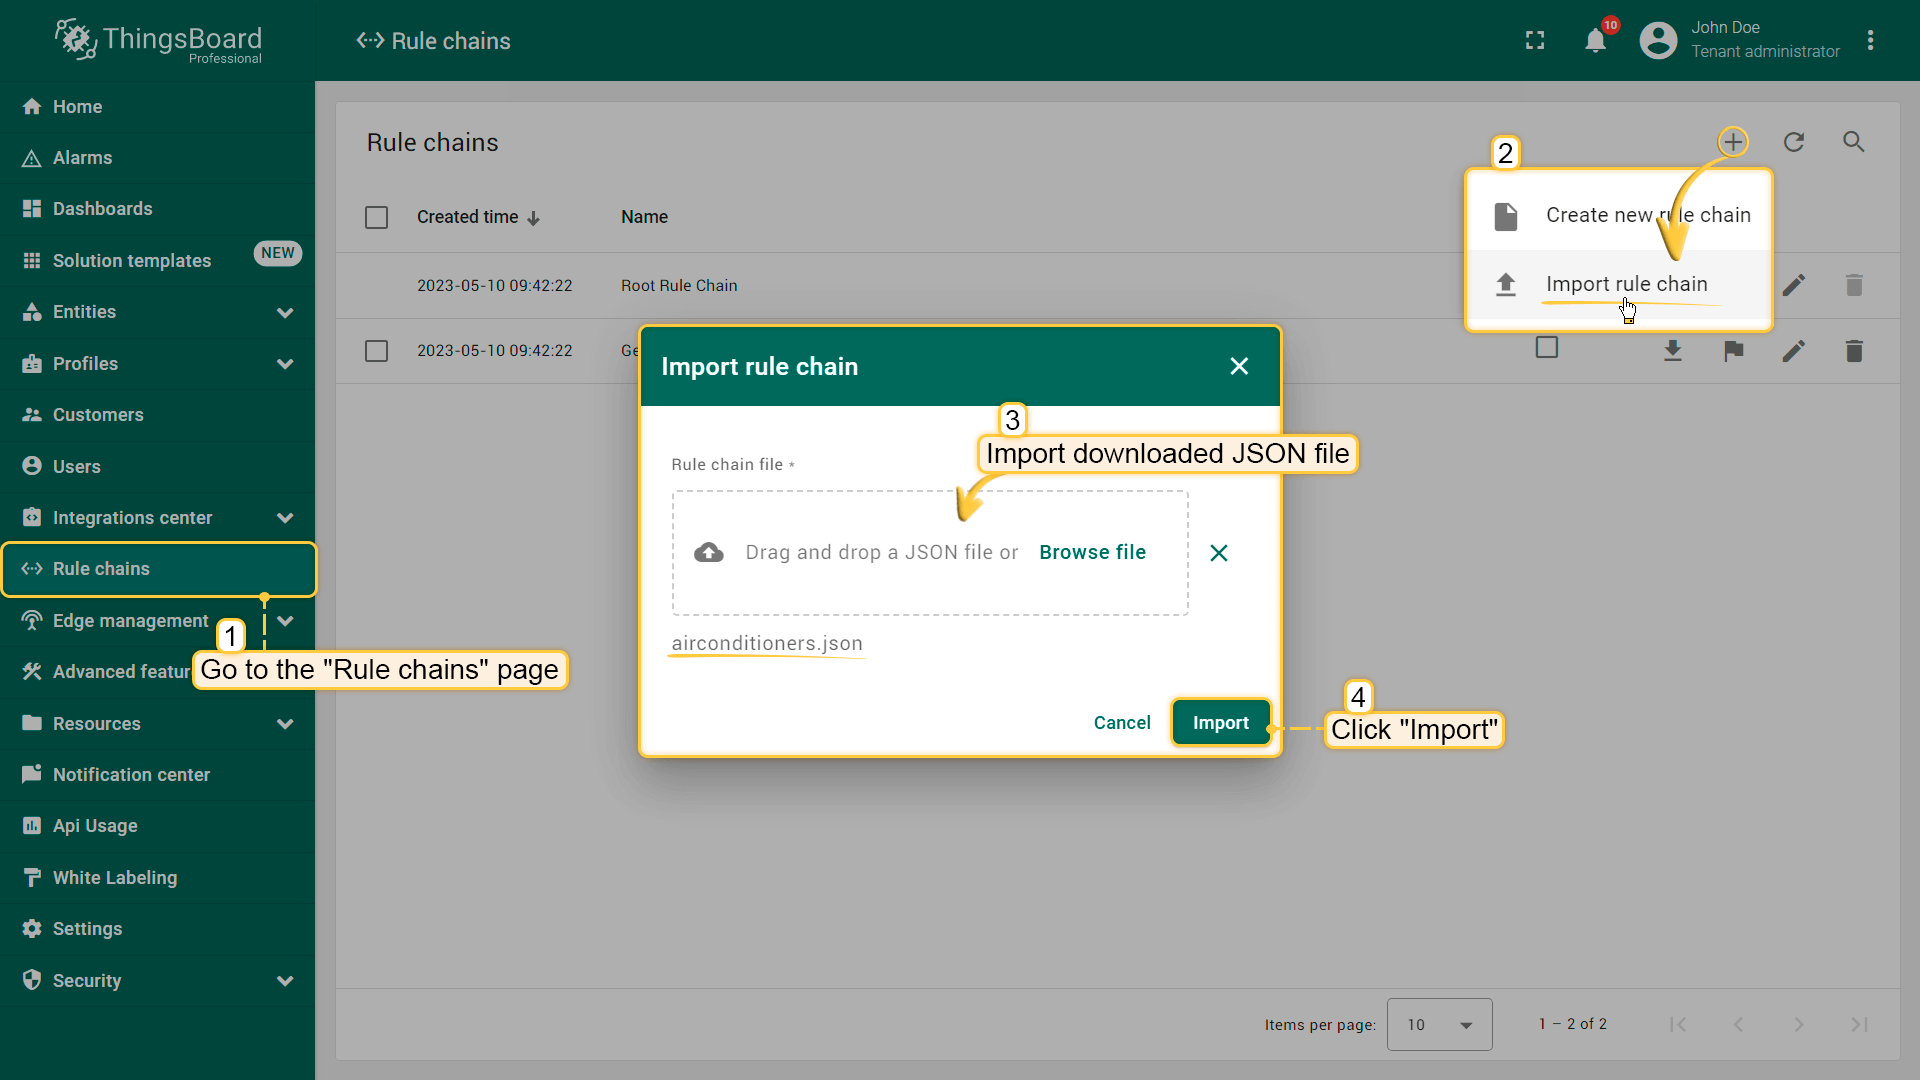 ThingsBoard
Professional
Rule chains
10
John Doe
Tenant administrator
Home
Alarms
Dashboards
Solution templates
NEW
Entities
Profiles
Customers
Users
Integrations center
Rule chains
Edge management
Advanced featur
Resources
Notification center
Api Usage
White Labeling
Settings
Security
1
Go to the "Rule chains" page
Rule chains
Created time
Name
2023-05-10 09:42:22
Root Rule Chain
2023-05-10 09:42:22
Ge
2
Create new rule chain
Import rule chain
Import rule chain
3
Import downloaded JSON file
Rule chain file *
Drag and drop a JSON file or Browse file
airconditioners.json
Cancel
Import
4
Click "Import"
Items per page:
10
1 – 2 of 2